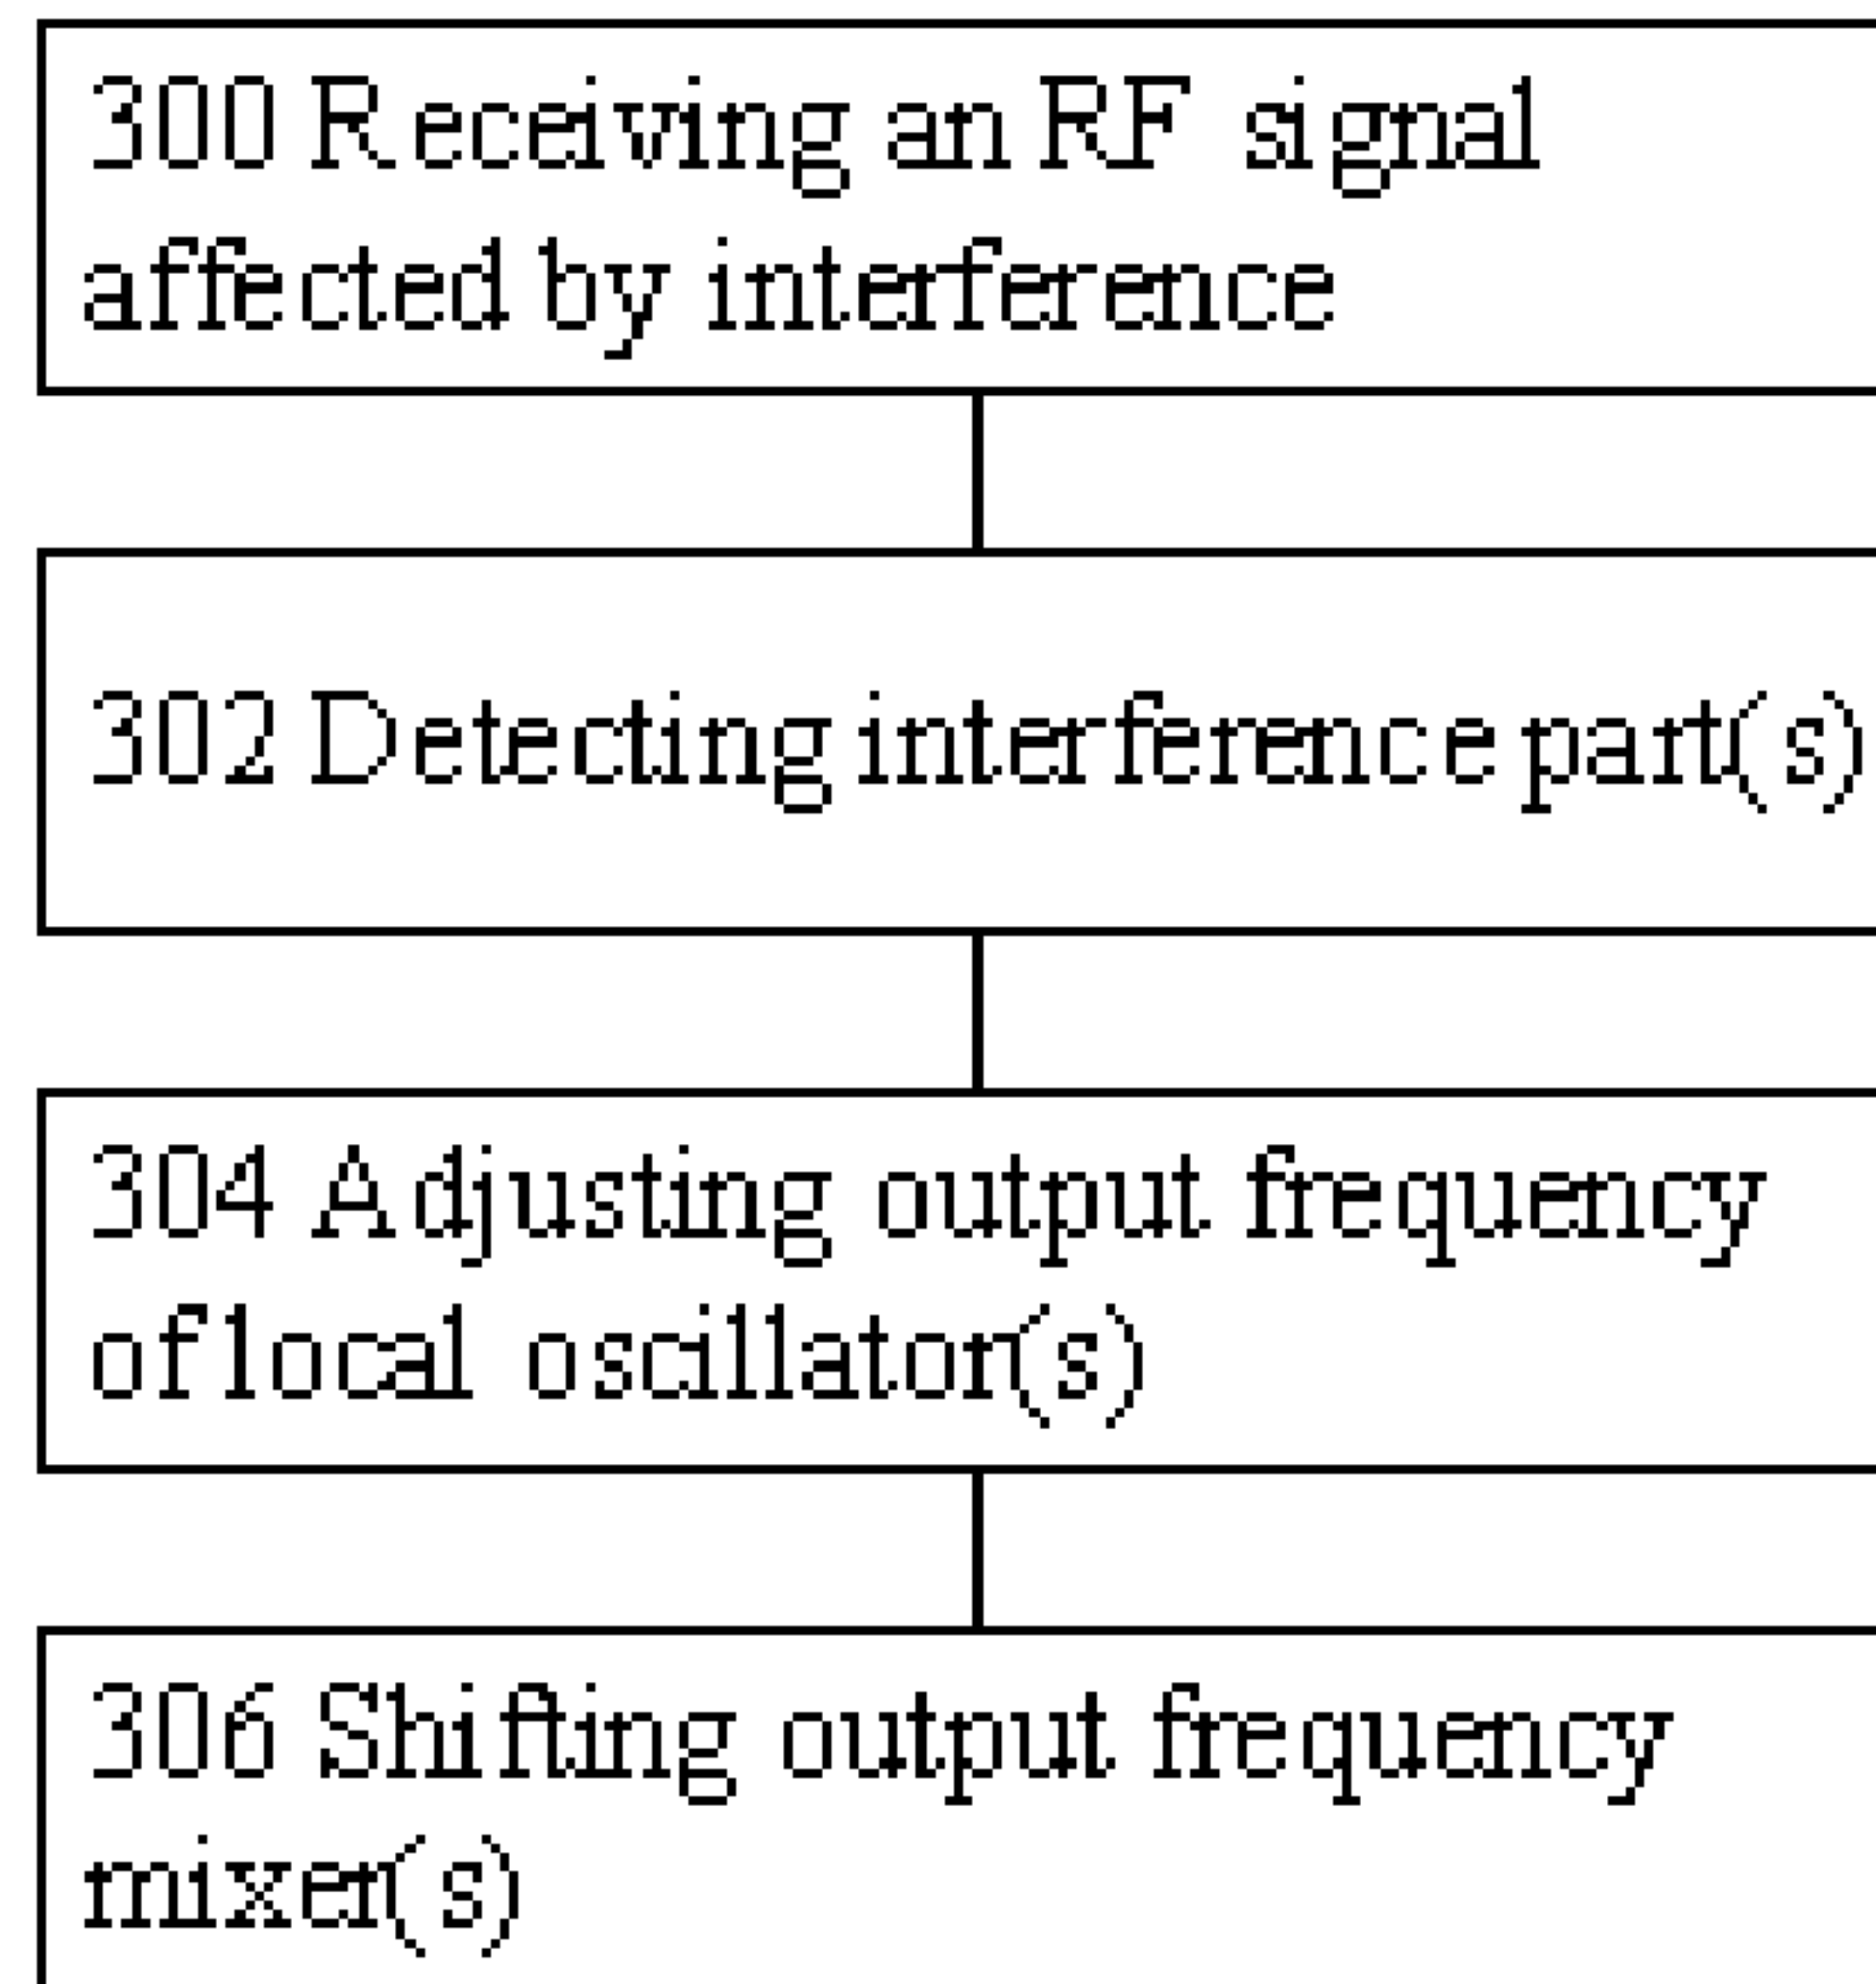 300 Receiving an RF signal
affected by interference
302 Detecting interference part(s)
304 Adjusting output frequency
of local oscillator(s)
306 Shifting output frequency
mixer(s)